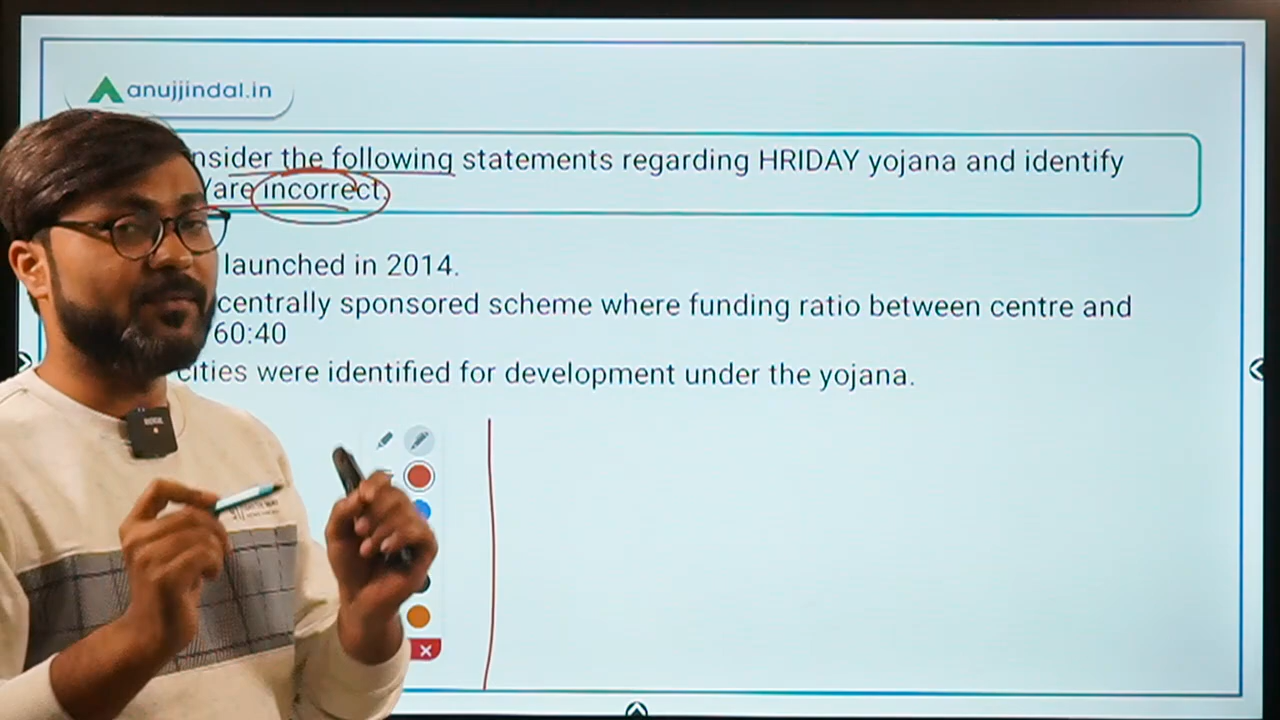 anujjindal.in
nsider the following statements regarding HRIDAY yojana and identify
/are incorrect.
launched in 2014.
centrally sponsored scheme where funding ratio between centre and
60:40
cities were identified for development under the yojana.